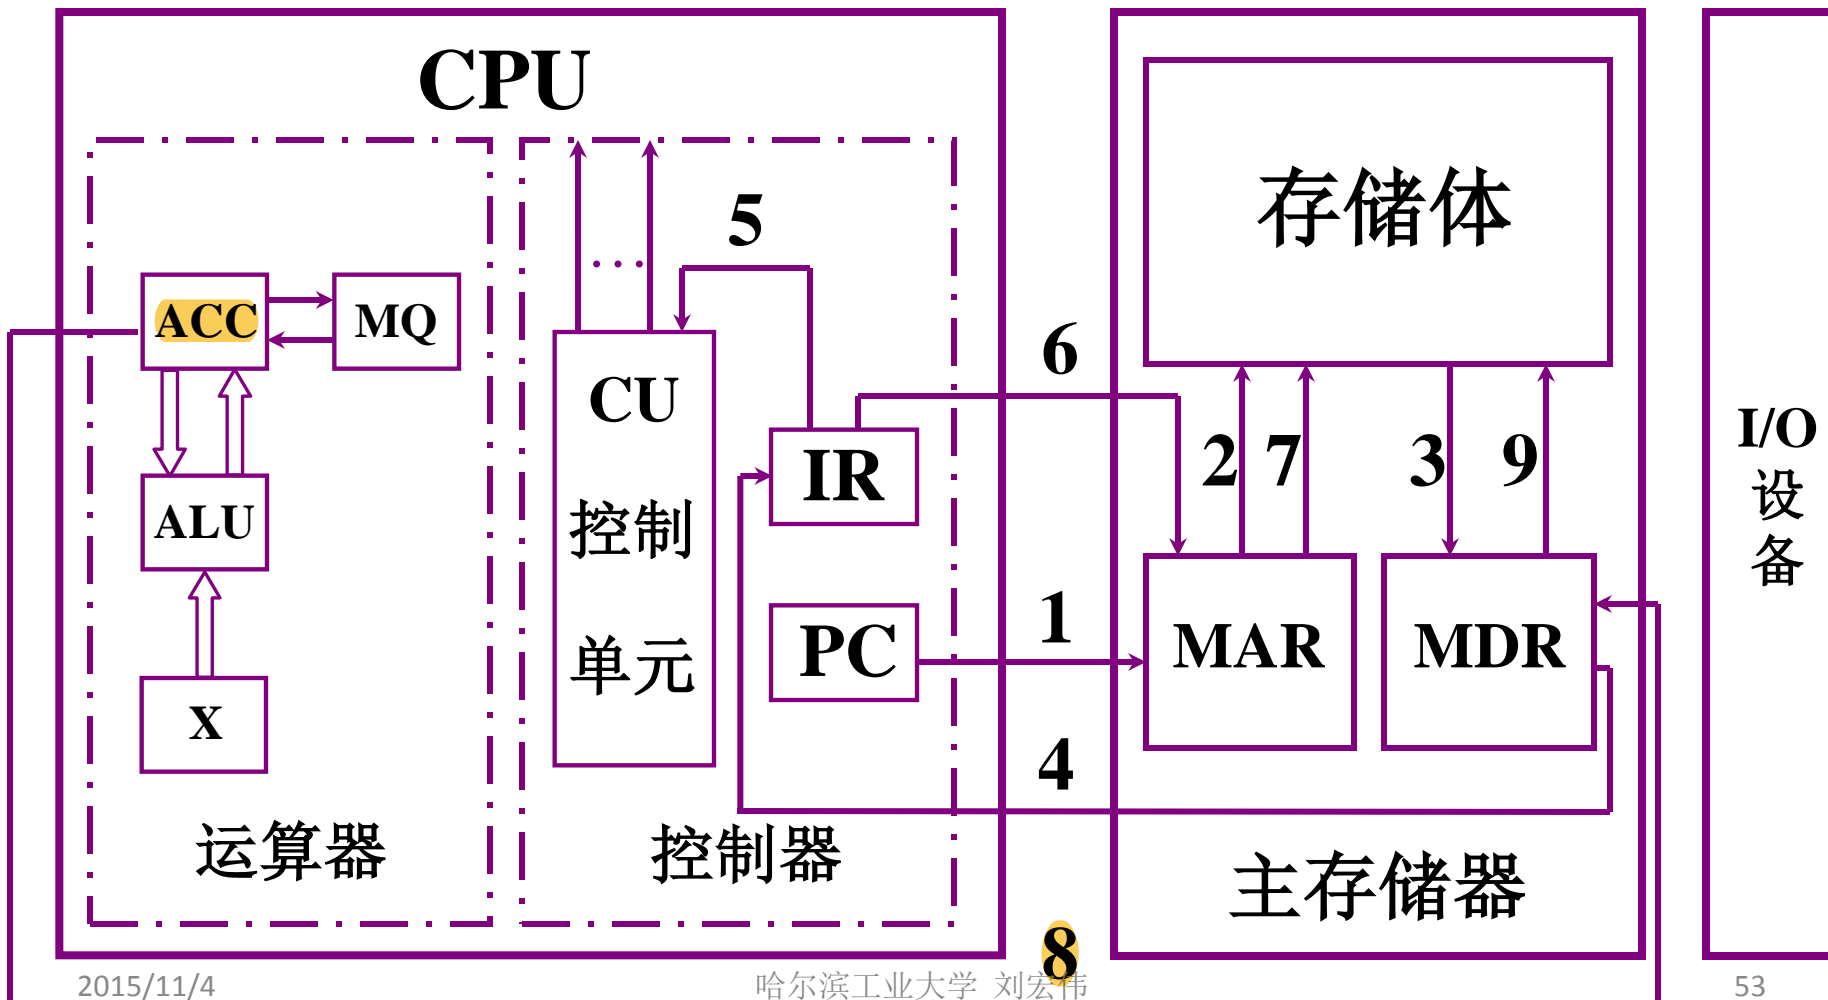 CPU
存储体
5
...
ACC
MQ
6
CU
控制
单元
IR
2
7
3
9
I/O
设
备
ALU
PC
1
MAR
MDR
X
4
运算器
控制器
主存储器
8
2015/11/4
哈尔滨工业大学 刘宏伟
53